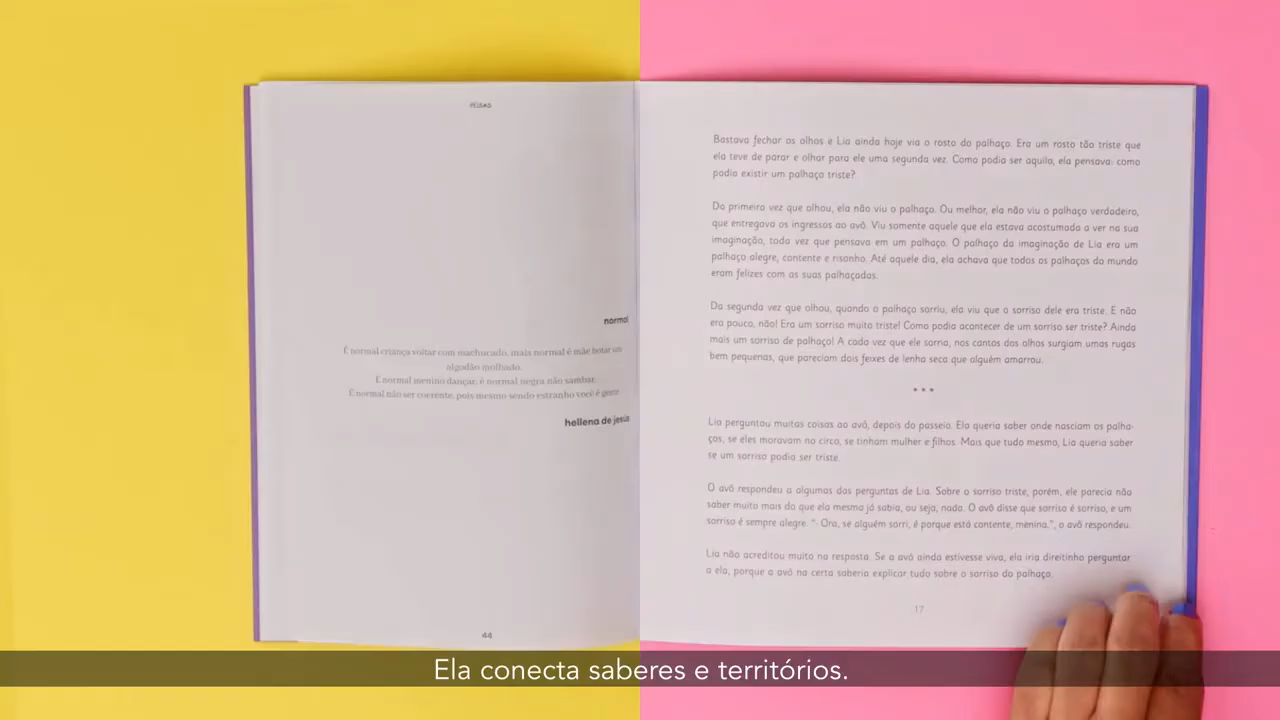 PELADAS
normal
É normal criança voltar com machucado, mais normal é mãe botar um
algodão molhado.
É normal menino dançar, é normal negra não sambar.
É normal não ser coerente, pois mesmo sendo estranho você é gente
hellena de jesus
44
Bastava fechar os olhos e Lia ainda hoje via o rosto do palhaço. Era um rosto tão triste que
ela teve de parar e olhar para ele uma segunda vez. Como podia ser aquilo, ela pensava: como
podia existir um palhaço triste?
Da primeira vez que olhou, ela não viu o palhaço. Ou melhor, ela não viu o palhaço verdadeiro,
que entregava os ingressos ao avô. Viu somente aquele que ela estava acostumada a ver na sua
imaginação, toda vez que pensava em um palhaço. O palhaço da imaginação de Lia era um
palhaço alegre, contente e risonho. Até aquele dia, ela achava que todos os palhaços do mundo
eram felizes com as suas palhaçadas.
Da segunda vez que olhou, quando o palhaço sorriu, ela viu que o sorriso dele era triste. E não
era pouco, não! Era um sorriso muito triste! Como podia acontecer de um sorriso ser triste? Ainda
mais um sorriso de palhaço! A cada vez que ele sorria, nos cantos dos olhos surgiam umas rugas
bem pequenas, que pareciam dois feixes de lenha seca que alguém amarrou.
* * *
Lia perguntou muitas coisas ao avô, depois do passeio. Ela queria saber onde nasciam os palha-
ços, se eles moravam no circo, se tinham mulher e filhos. Mais que tudo mesmo, Lia queria saber
se um sorriso podia ser triste.
O avô respondeu a algumas das perguntas de Lia. Sobre o sorriso triste, porém, ele parecia não
saber muito mais do que ela mesma já sabia, ou seja, nada. O avô disse que sorriso é sorriso, e um
sorriso é sempre alegre. "- Ora, se alguém sorri, é porque está contente, menina.", o avô respondeu.
Lia não acreditou muito na resposta. Se a avó ainda estivesse viva, ela iria direitinho perguntar
a ela, porque a avó na certa saberia explicar tudo sobre o sorriso do palhaço.
17
Ela conecta saberes e territórios.